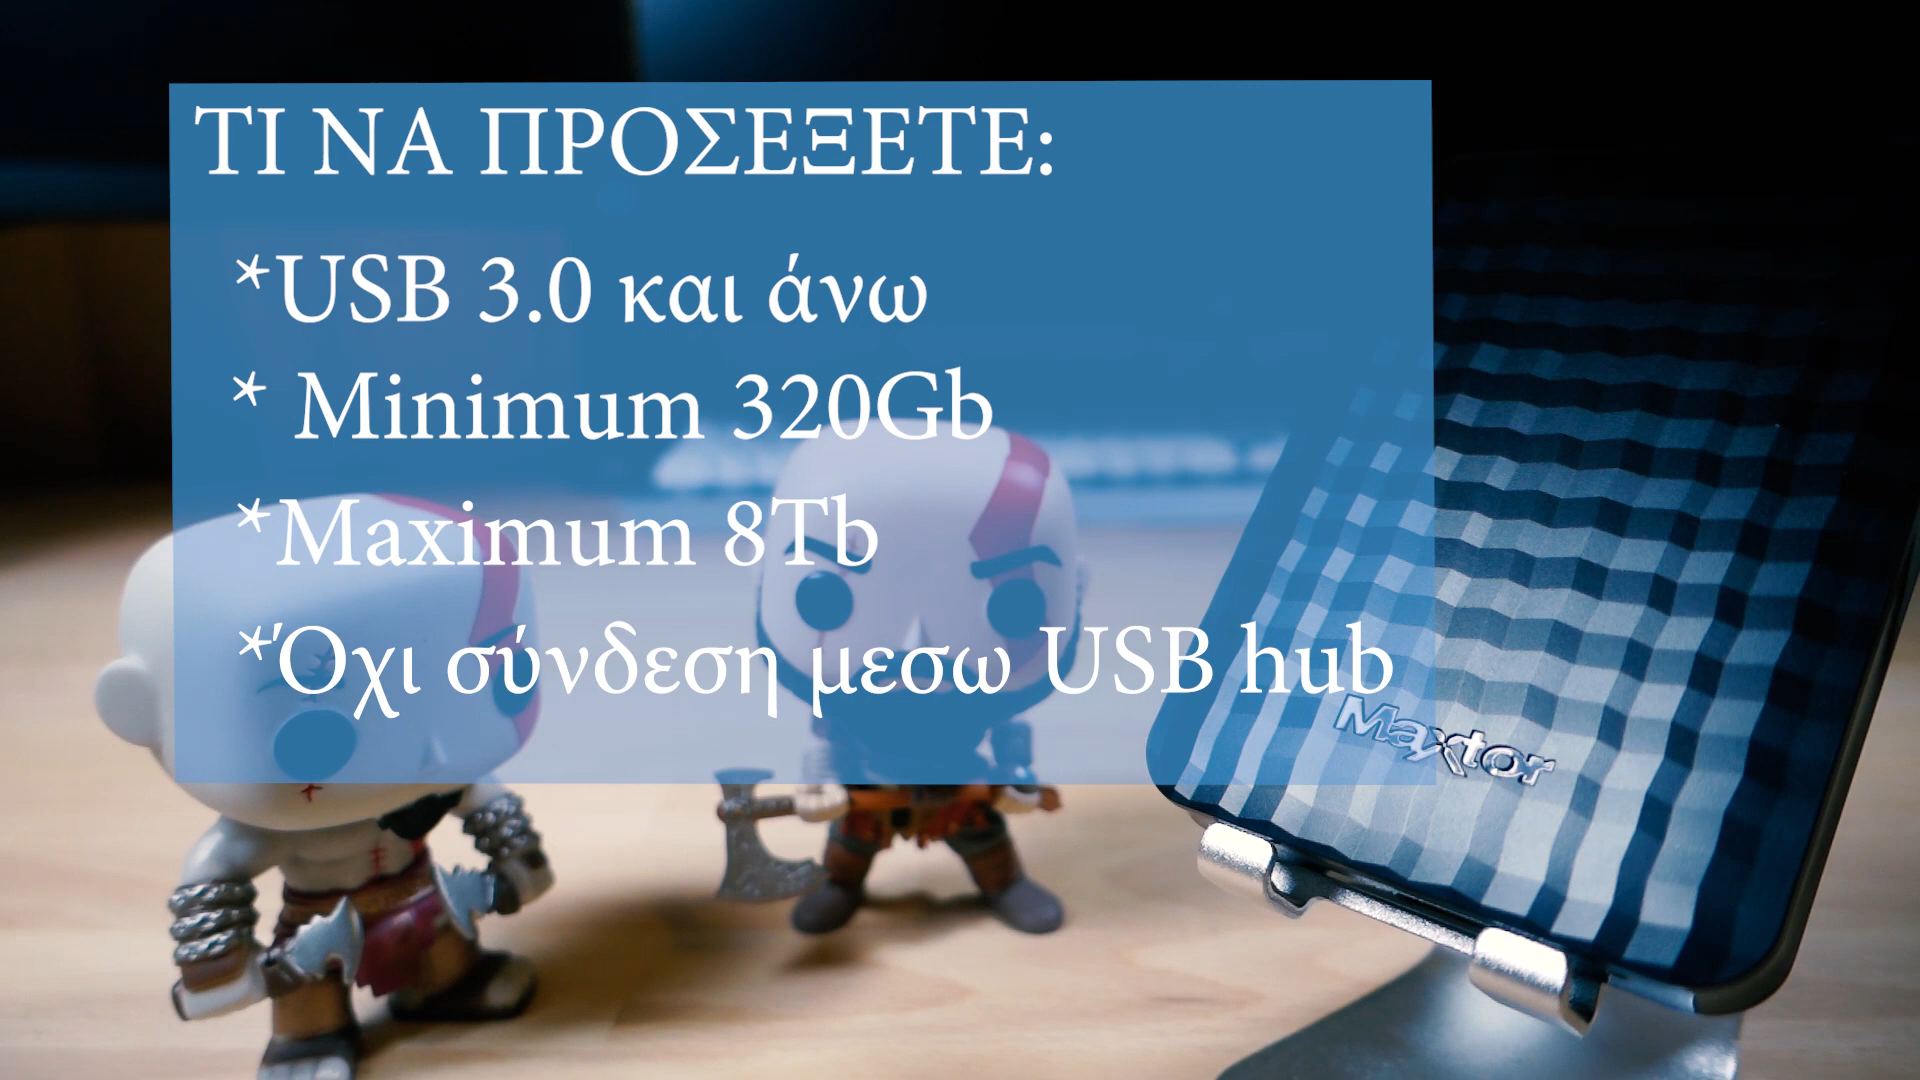 ΤΙ ΝΑ ΠΡΟΣΕΞΕΤΕ:
*USB 3.0 και άνω
* Minimum 320Gb
*Maximum 8Tb
*Όχι σύνδεση μεσω USB hub
Maxtor